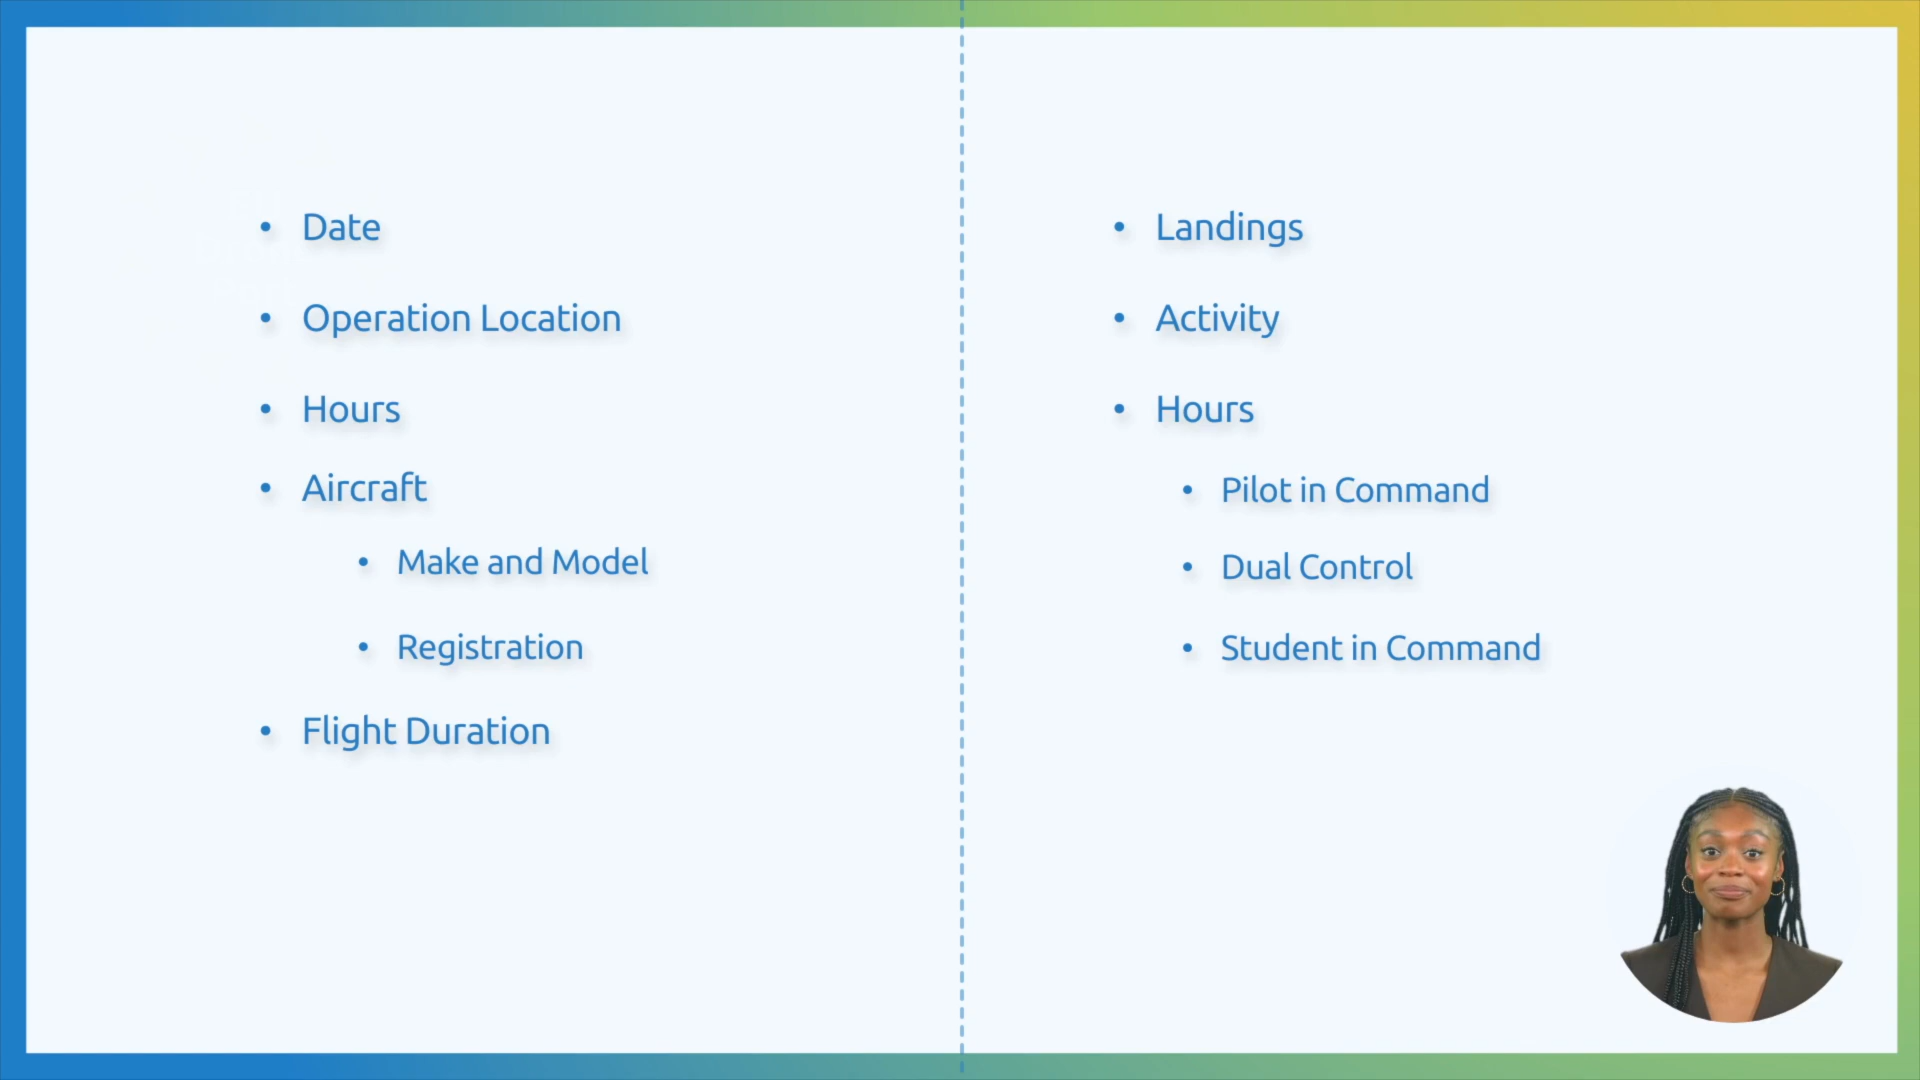 • Date
• Operation Location
• Hours
• Aircraft
• Make and Model
• Registration
• Flight Duration
• Landings
• Activity
• Hours
• Pilot in Command
• Dual Control
• Student in Command